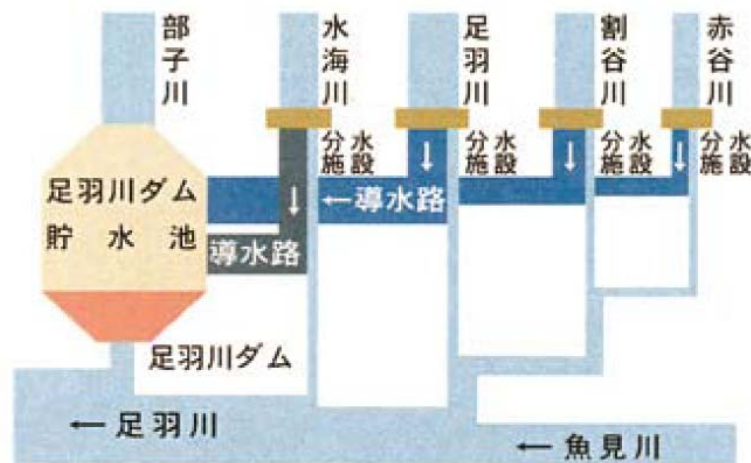 部子川
水海川
足羽川
割谷川
赤谷川
分水施設
分水施設
分水施設
分水施設
足羽川ダム
貯水池
←導水路
導水路
足羽川ダム
←足羽川
←魚見川